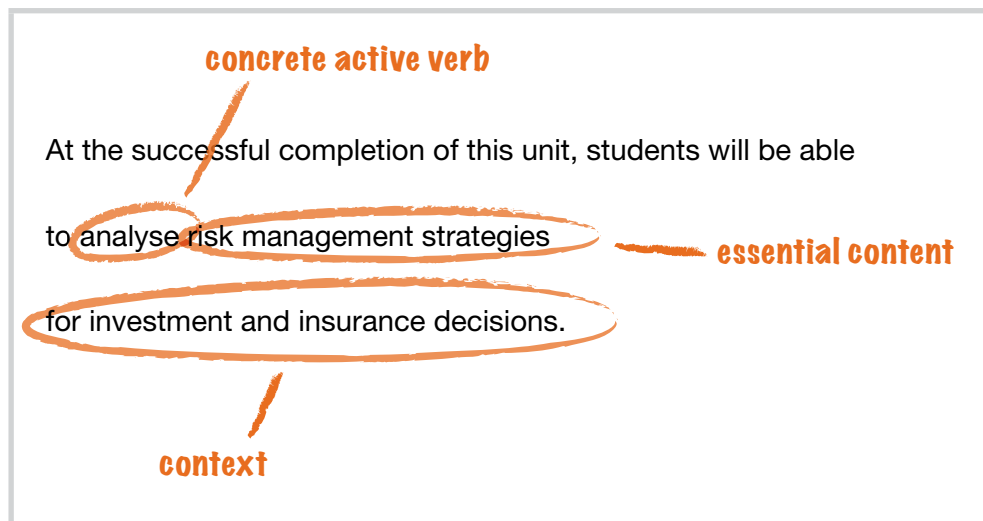 concrete active verb
At the successful completion of this unit, students will be able
to analyse risk management strategies
essential content
for investment and insurance decisions.
context